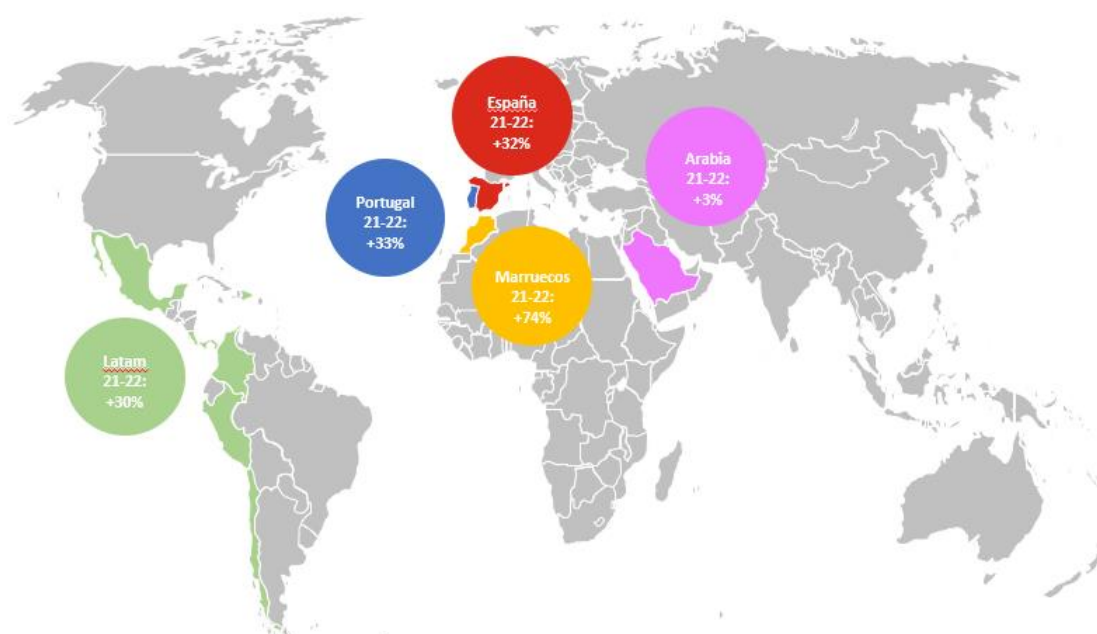 España
21-22:
+32%
Arabia
21-22:
+3%
Portugal
21-22:
+33%
Marruecos
21-22:
+74%
Latam
21-22:
+30%